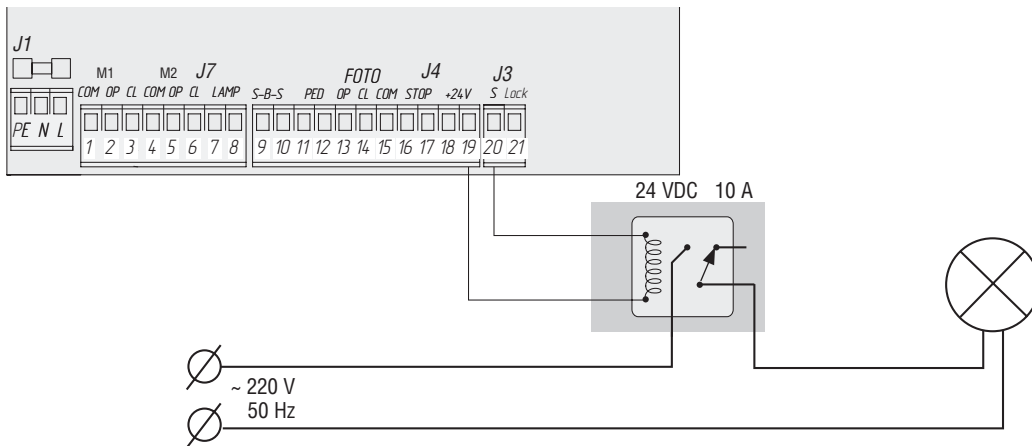 J1
M1 M2 J7 FOTO J4 J3
COM OP CL COM OP CL LAMP S-B-S PED OP CL COM STOP +24V S Lock
PE N L
1 2 3 4 5 6 7 8 9 10 11 12 13 14 15 16 17 18 19 20 21
24 VDC 10 A
~ 220 V
50 Hz